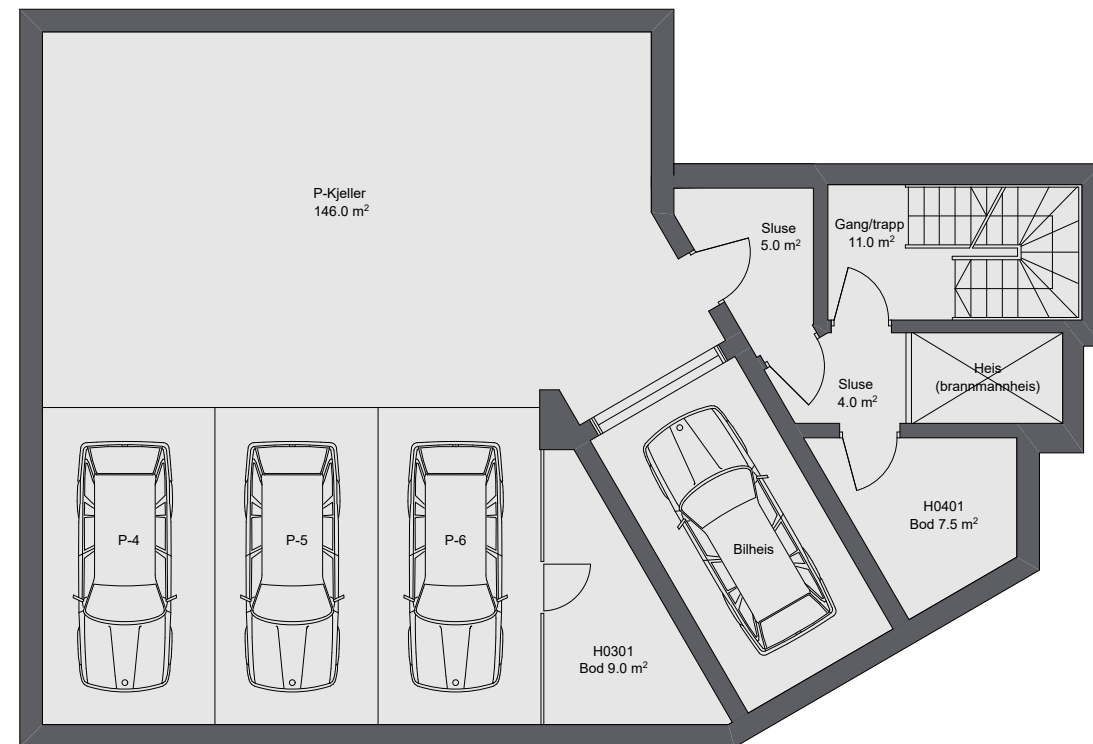 P-Kjeller
146.0 m²
Sluse
5.0 m²
Gang/trapp
11.0 m²
Sluse
4.0 m²
Heis
(brannmannheis)
H0401
Bod 7.5 m²
P-4
P-5
P-6
Bilheis
H0301
Bod 9.0 m²